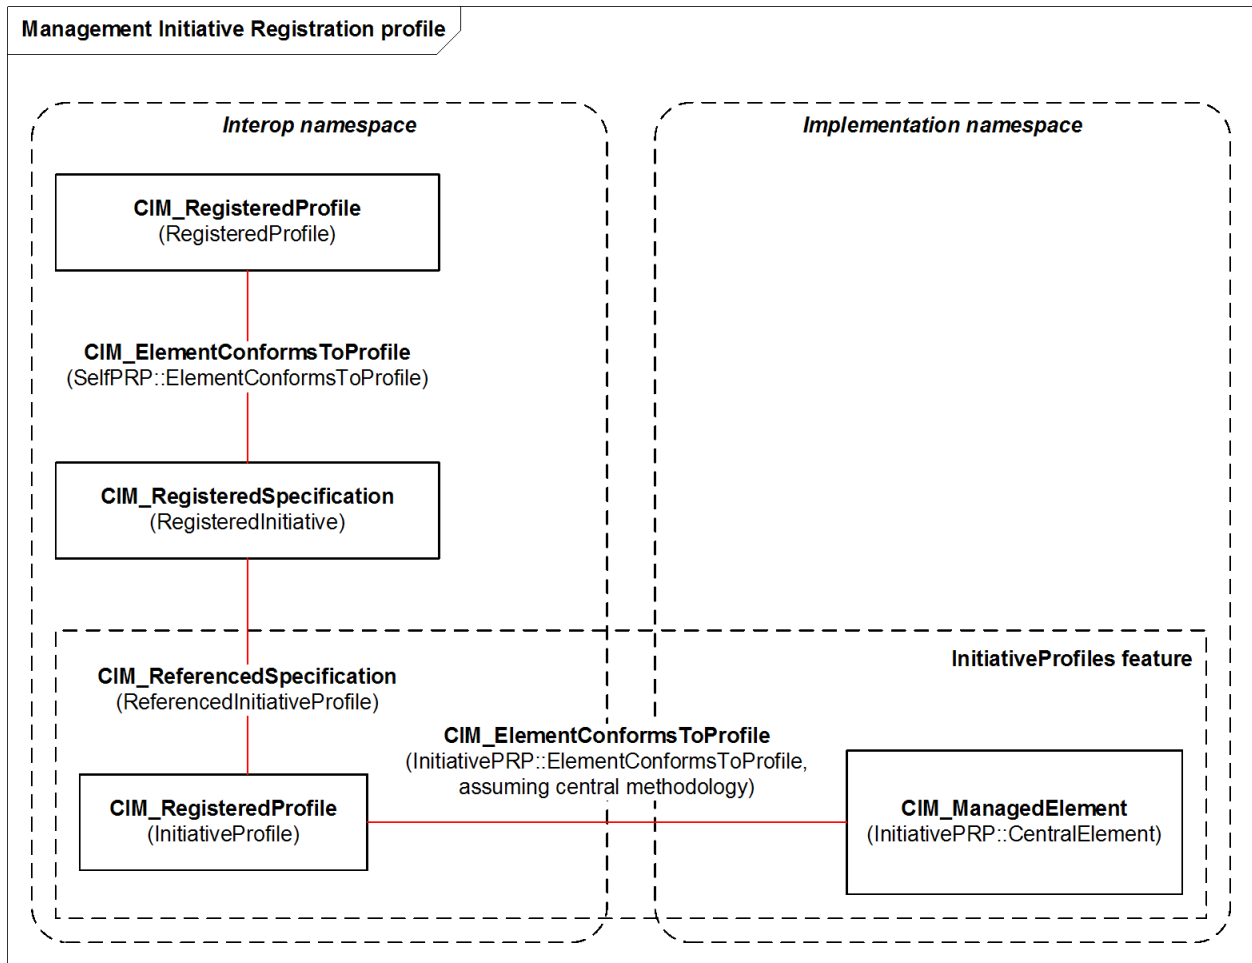 Management Initiative Registration profile
Interop namespace
Implementation namespace
CIM_RegisteredProfile
(RegisteredProfile)
CIM_ElementConformsToProfile
(SelfPRP::ElementConformsToProfile)
CIM_RegisteredSpecification
(RegisteredInitiative)
InitiativeProfiles feature
CIM_ReferencedSpecification
(ReferencedInitiativeProfile)
CIM_ElementConformsToProfile
(InitiativePRP::ElementConformsToProfile,
assuming central methodology)
CIM_RegisteredProfile
(InitiativeProfile)
CIM_ManagedElement
(InitiativePRP::CentralElement)